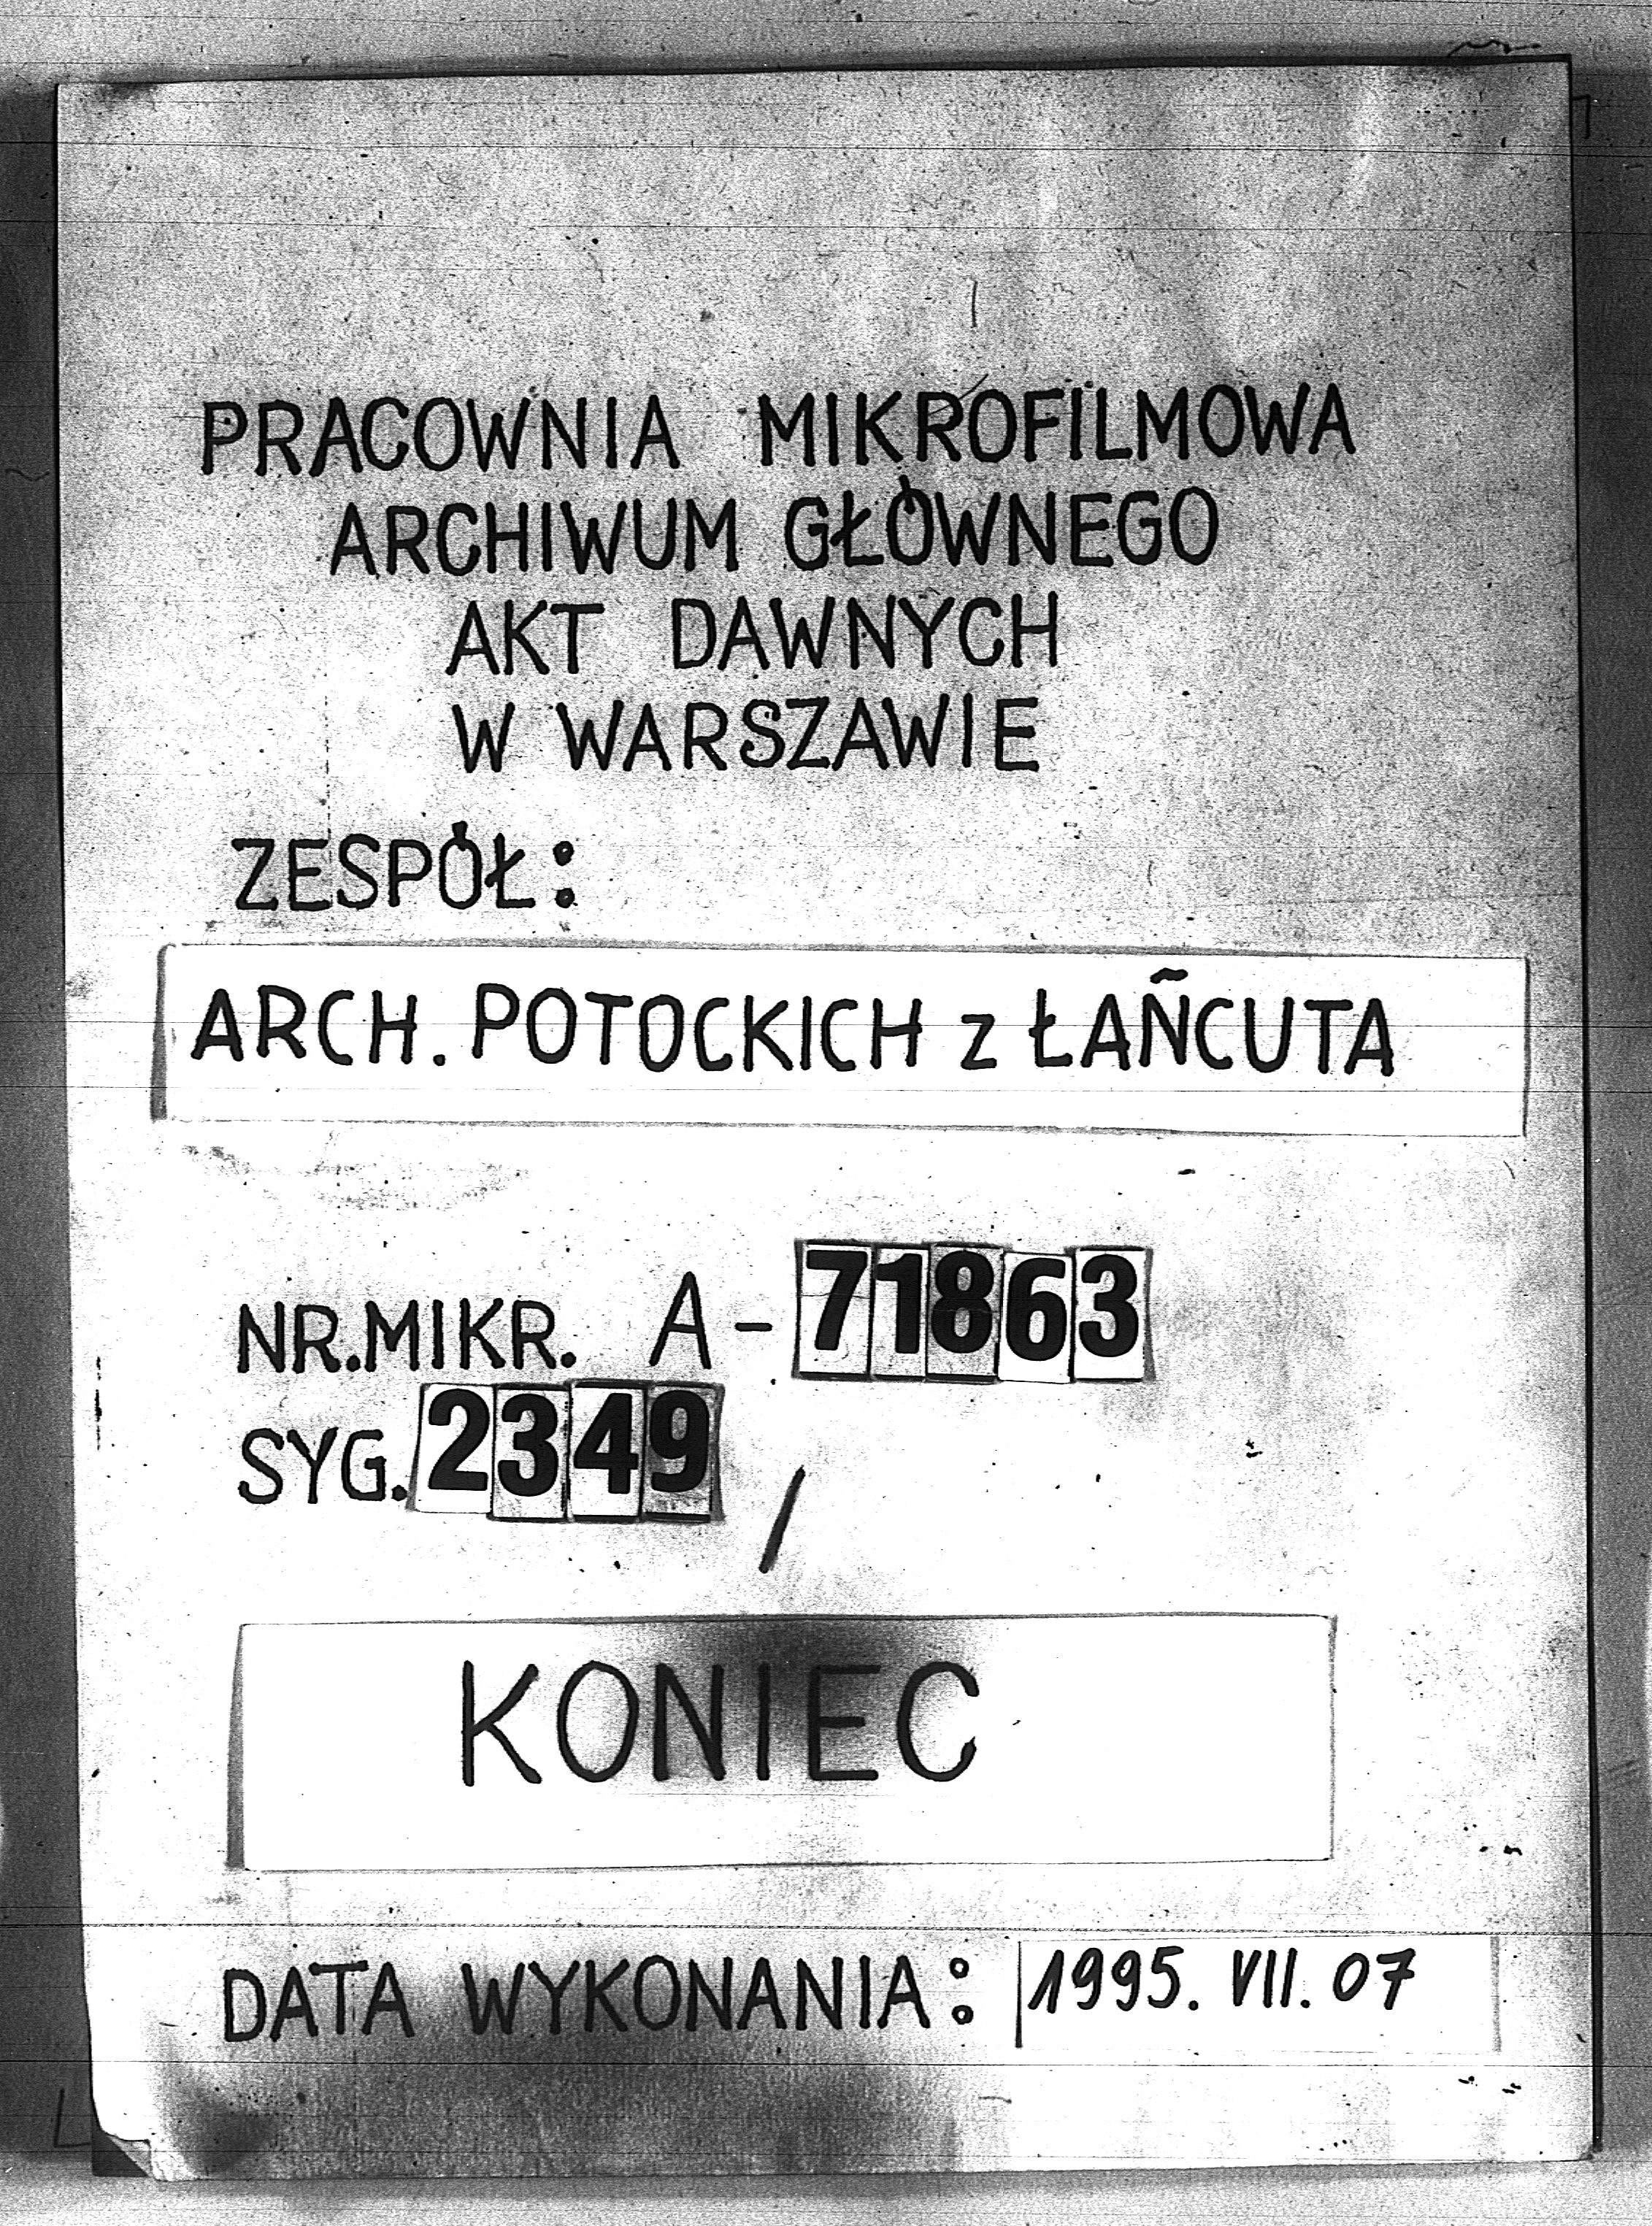 PRACOWNIA MIKROFILMOWA
ARCHIWUM GŁÓWNEGO
AKT DAWNYCH
W WARSZAWIE
ZESPÓŁ:
ARCH. POTOCKICH z ŁAŃCUTA
NR.MIKR. A-71863
SYG. 2349 /
KONIEC
DATA WYKONANIA: 1995. VII. 07